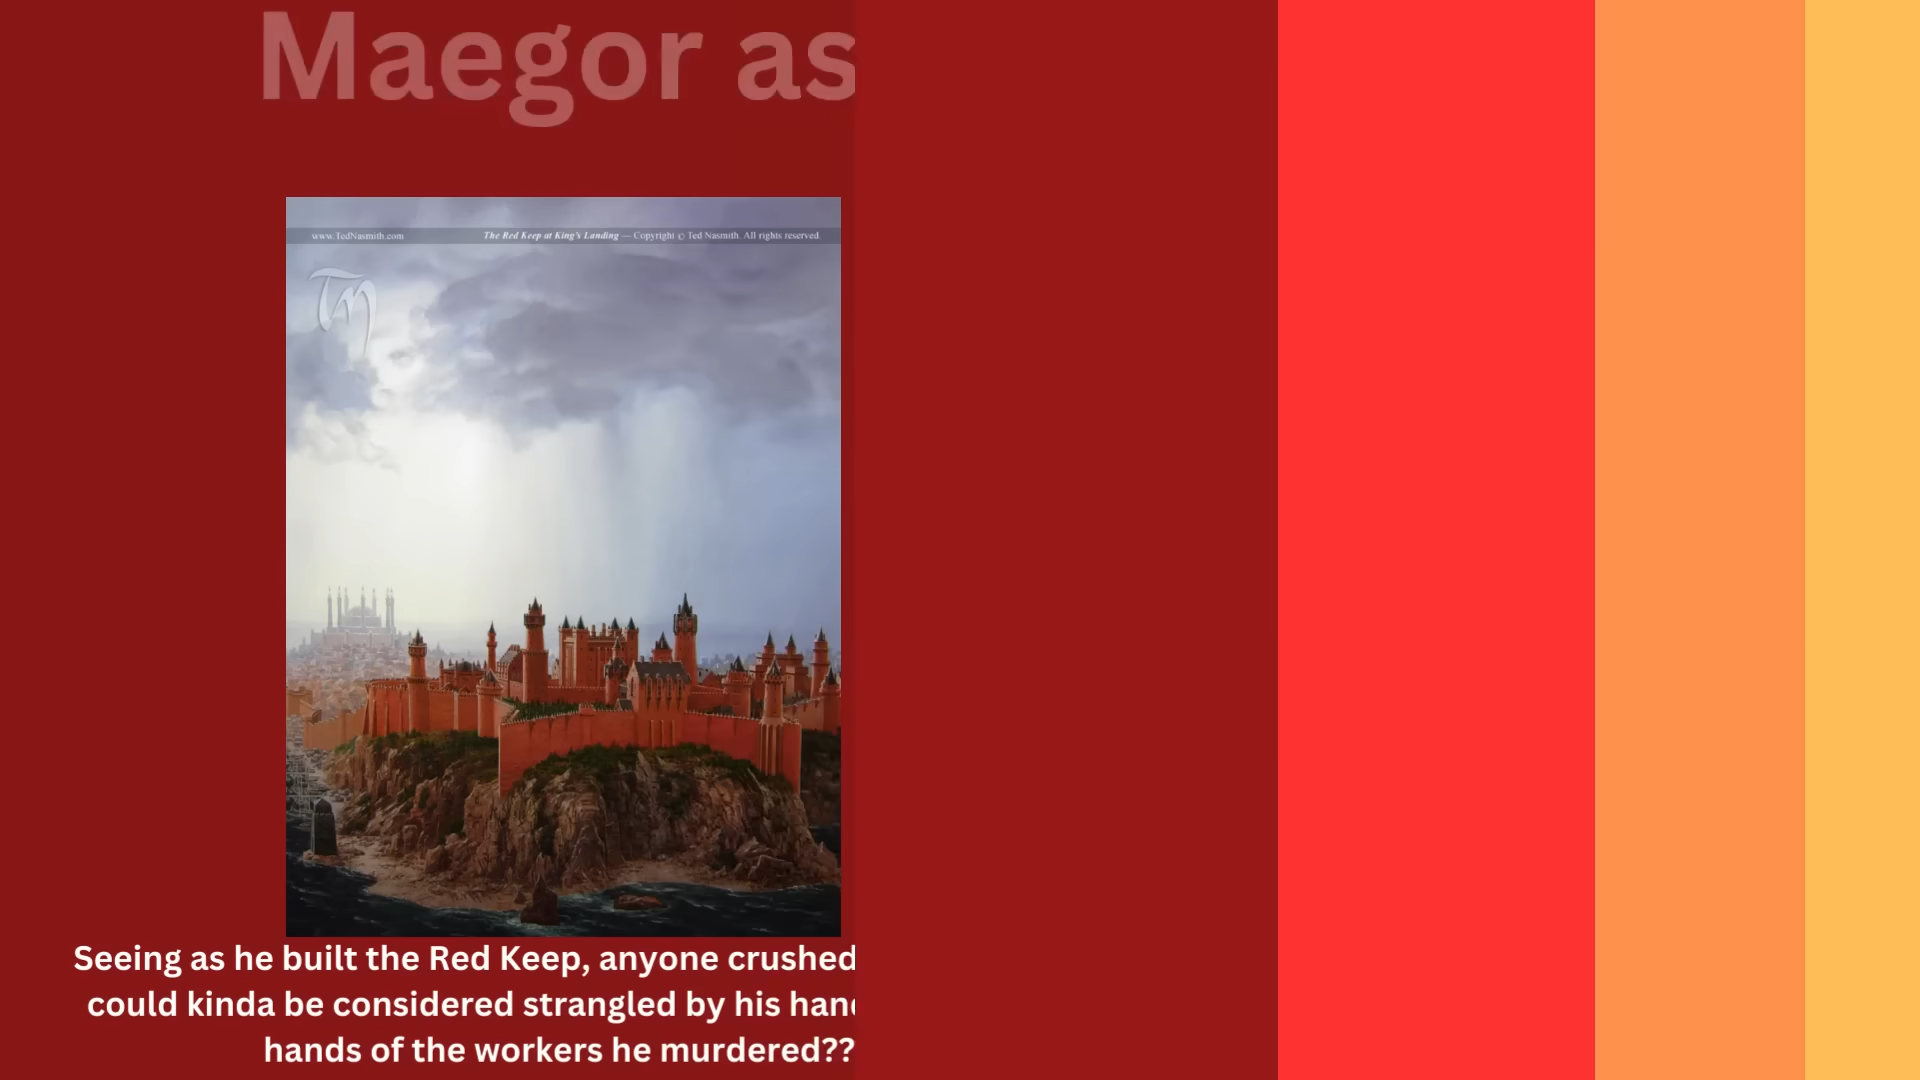 Maegor as
www.TedNasmith.com
The Red Keep at King's Landing — Copyright © Ted Nasmith. All rights reserved.
TN
Seeing as he built the Red Keep, anyone crushed
could kinda be considered strangled by his hand
hands of the workers he murdered??